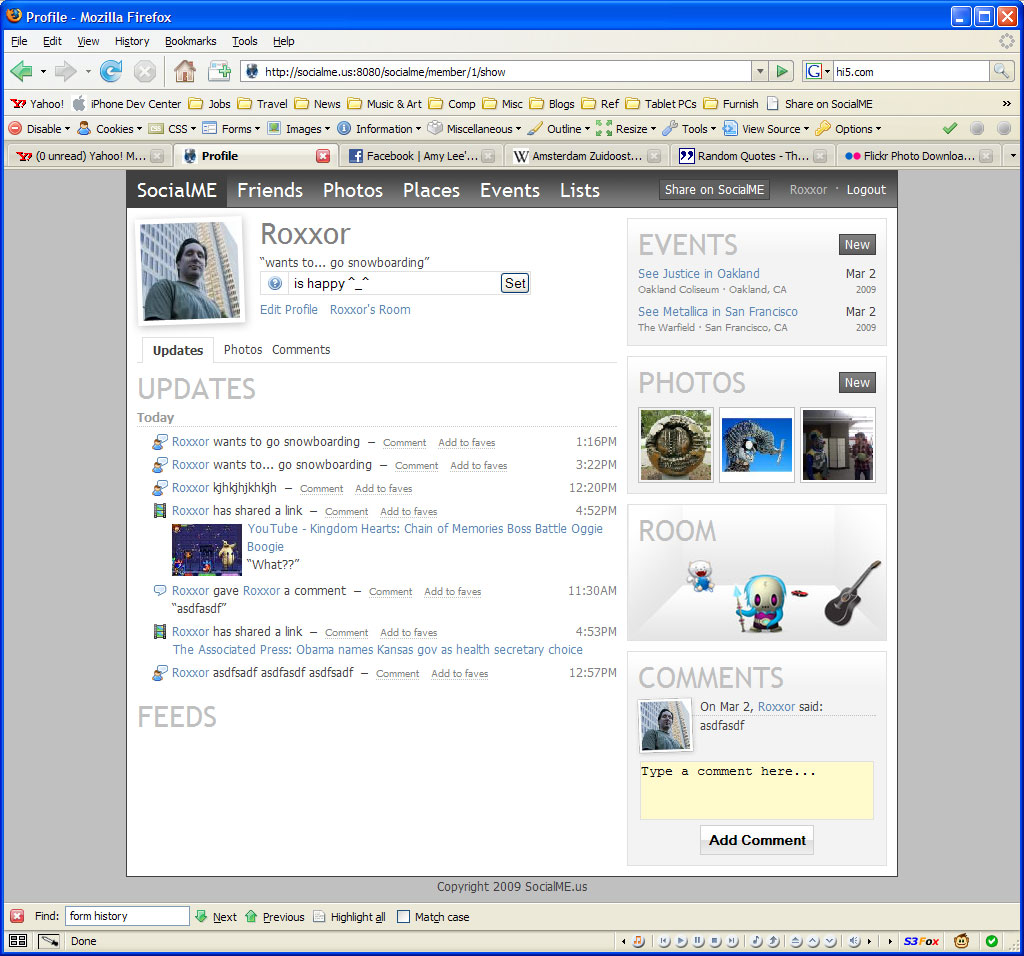 Profile - Mozilla Firefox
File Edit View History Bookmarks Tools Help
http://socialme.us:8080/socialme/member/1/show
G hi5.com
Yahoo! iPhone Dev Center Jobs Travel News Music & Art Comp Misc Blogs Ref Tablet PCs Furnish Share on SocialME »
Disable Cookies CSS Forms Images Information Miscellaneous Outline Resize Tools View Source Options
(0 unread) Yahoo! M... Profile Facebook | Amy Lee'... W Amsterdam Zuidoost... Random Quotes - Th... Flickr Photo Downloa...
SocialME Friends Photos Places Events Lists Share on SocialME Roxxor · Logout
Roxxor
“wants to... go snowboarding”
is happy ^_^ Set
Edit Profile Roxxor's Room
Updates Photos Comments
UPDATES
Today
Roxxor wants to go snowboarding – Comment Add to faves 1:16PM
Roxxor wants to... go snowboarding – Comment Add to faves 3:22PM
Roxxor kjhkjhjkhkjh – Comment Add to faves 12:20PM
Roxxor has shared a link – Comment Add to faves 4:52PM
YouTube - Kingdom Hearts: Chain of Memories Boss Battle Oggie
Boogie
“What??”
Roxxor gave Roxxor a comment – Comment Add to faves 11:30AM
“asdfasdf”
Roxxor has shared a link – Comment Add to faves 4:53PM
The Associated Press: Obama names Kansas gov as health secretary choice
Roxxor asdfsadf asdfasdf asdfsadf – Comment Add to faves 12:57PM
FEEDS
EVENTS New
See Justice in Oakland Mar 2
Oakland Coliseum · Oakland, CA 2009
See Metallica in San Francisco Mar 2
The Warfield · San Francisco, CA 2009
PHOTOS New
ROOM
COMMENTS
On Mar 2, Roxxor said:
asdfasdf
Type a comment here...
Add Comment
Copyright 2009 SocialME.us
Find: form history Next Previous Highlight all Match case
Done S3Fox